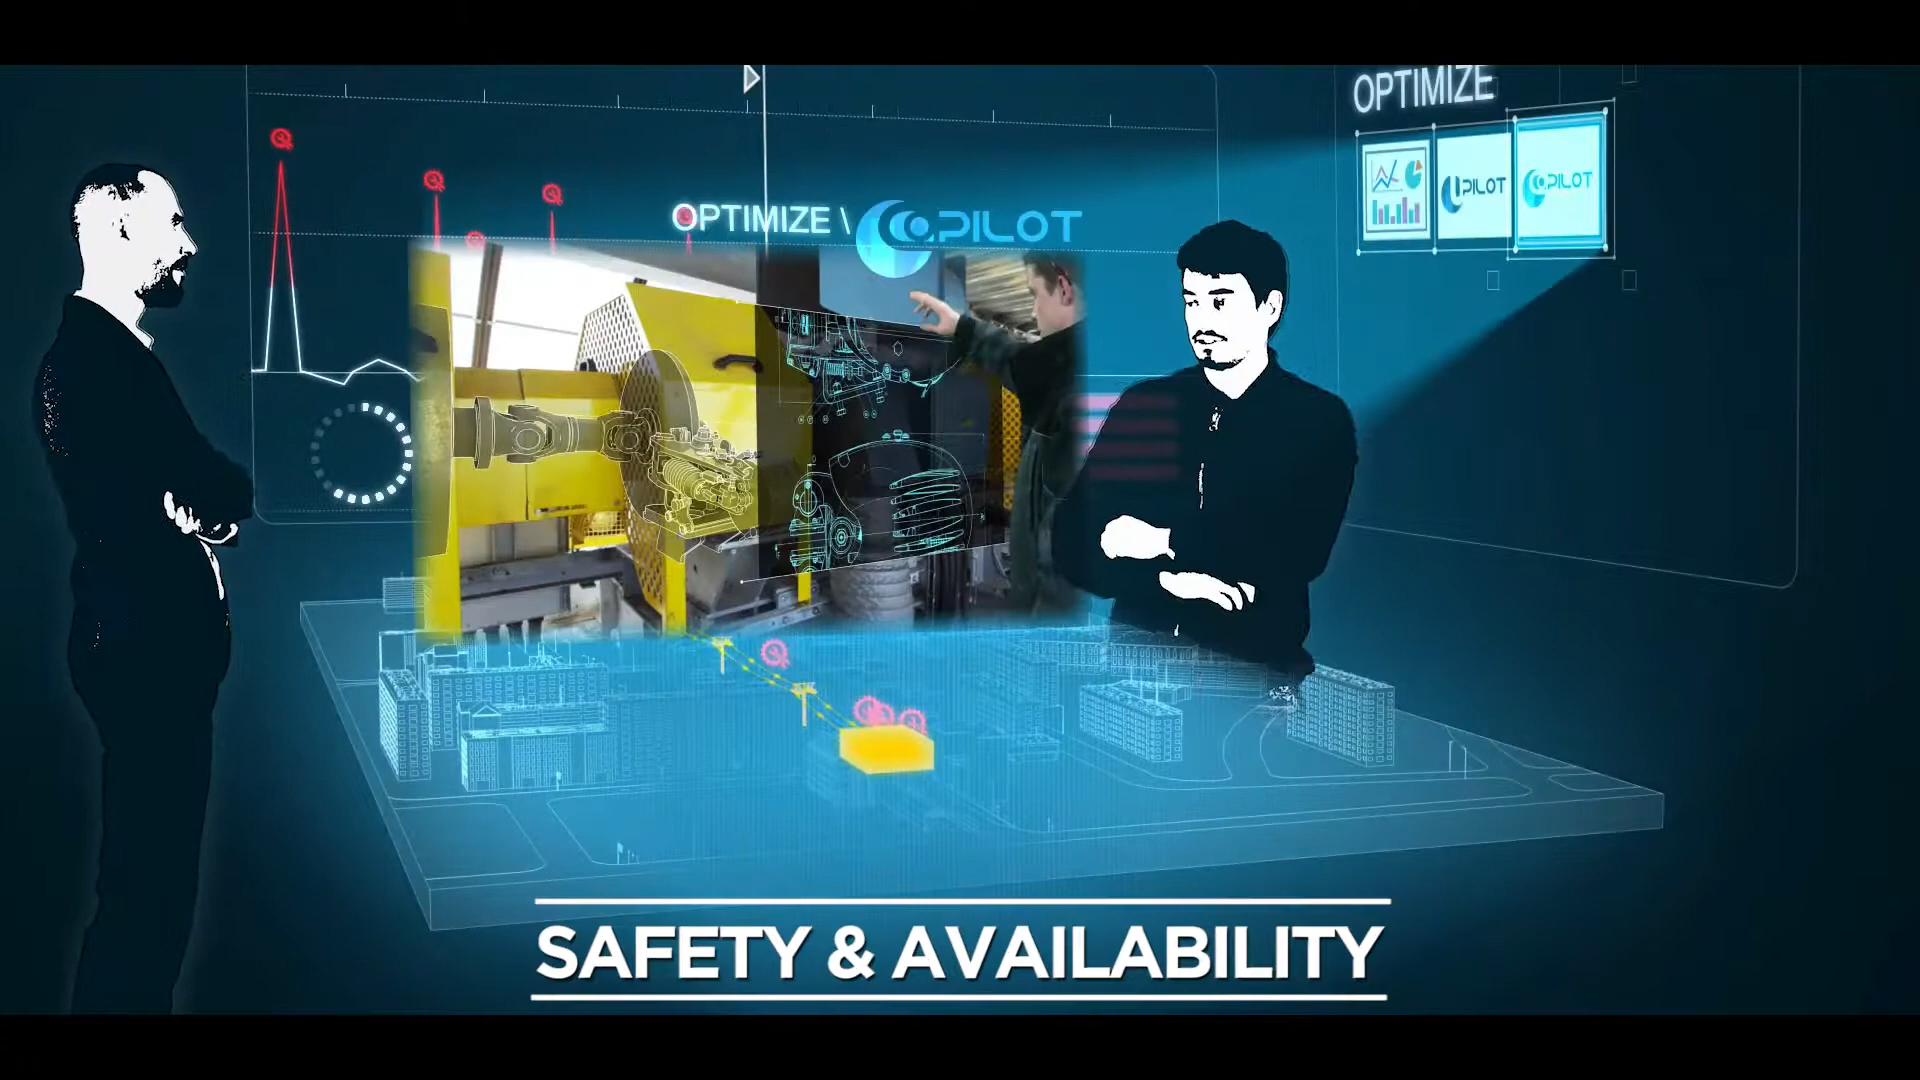 OPTIMIZE
PILOT
PILOT
OPTIMIZE \ PILOT
SAFETY & AVAILABILITY